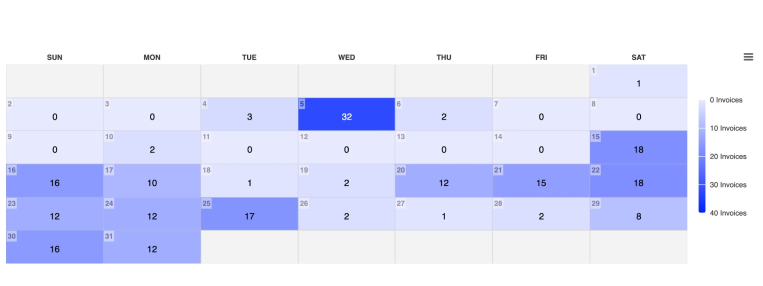 SUN MON TUE WED THU FRI SAT
1
1
2 3 4 5 6 7 8
0 0 3 32 2 0 0
9 10 11 12 13 14 15
0 2 0 0 0 0 18
16 17 18 19 20 21 22
16 10 1 2 12 15 18
23 24 25 26 27 28 29
12 12 17 2 1 2 8
30 31
16 12
0 Invoices
10 Invoices
20 Invoices
30 Invoices
40 Invoices